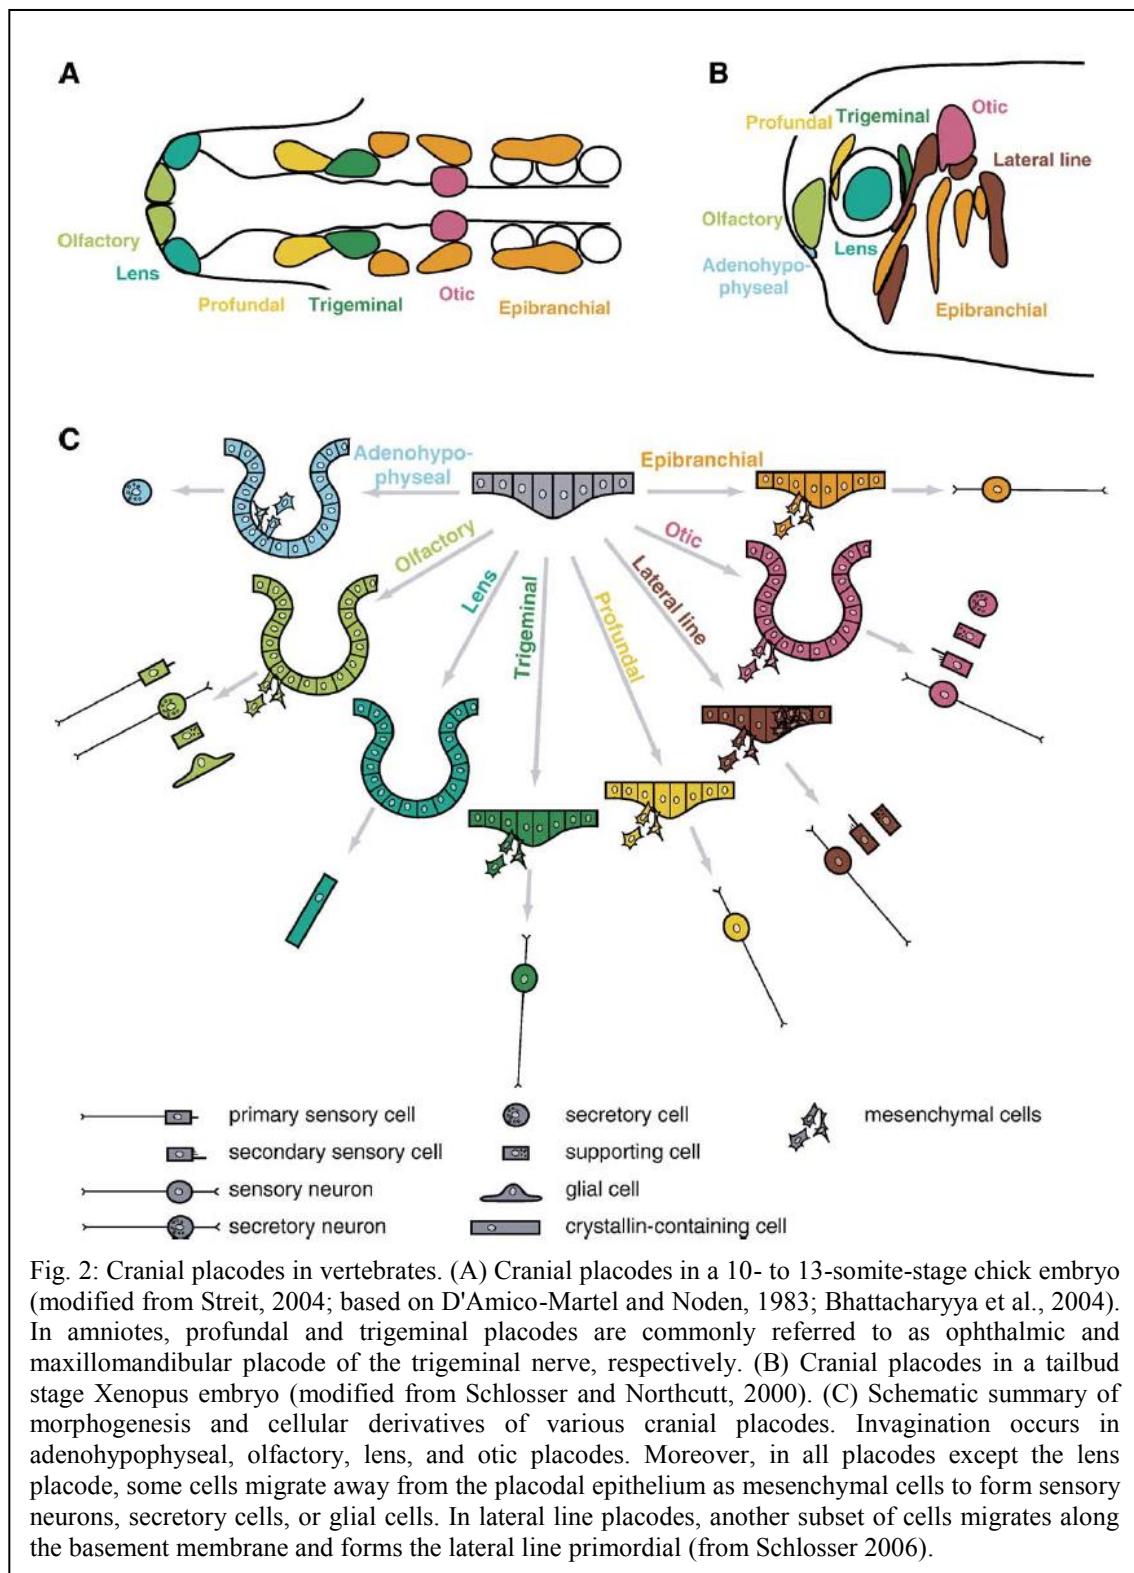 A
Olfactory
Lens
Profundal
Trigeminal
Otic
Epibranchial
B
Profundal
Trigeminal
Otic
Lateral line
Olfactory
Lens
Adenohypo-
physeal
Epibranchial
C
Adenohypo-
physeal
Epibranchial
Olfactory
Lens
Trigeminal
Profundal
Lateral line
Otic
primary sensory cell
secondary sensory cell
sensory neuron
secretory neuron
secretory cell
supporting cell
glial cell
crystallin-containing cell
mesenchymal cells
Fig. 2: Cranial placodes in vertebrates. (A) Cranial placodes in a 10- to 13-somite-stage chick embryo
(modified from Streit, 2004; based on D'Amico-Martel and Noden, 1983; Bhattacharyya et al., 2004).
In amniotes, profundal and trigeminal placodes are commonly referred to as ophthalmic and
maxillomandibular placode of the trigeminal nerve, respectively. (B) Cranial placodes in a tailbud
stage Xenopus embryo (modified from Schlosser and Northcutt, 2000). (C) Schematic summary of
morphogenesis and cellular derivatives of various cranial placodes. Invagination occurs in
adenohypophyseal, olfactory, lens, and otic placodes. Moreover, in all placodes except the lens
placode, some cells migrate away from the placodal epithelium as mesenchymal cells to form sensory
neurons, secretory cells, or glial cells. In lateral line placodes, another subset of cells migrates along
the basement membrane and forms the lateral line primordial (from Schlosser 2006).